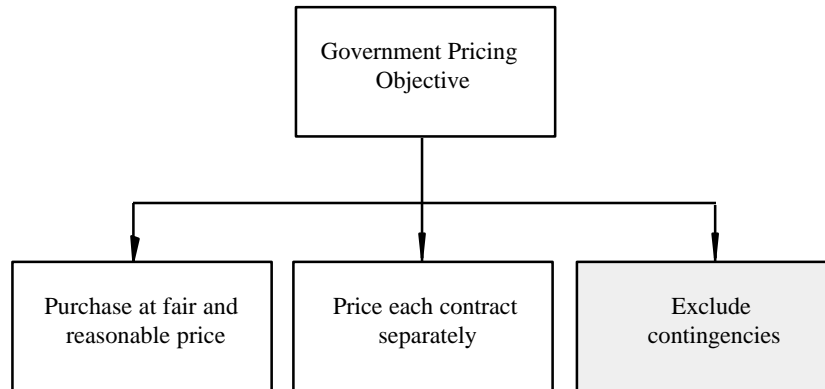 Government Pricing
Objective
Purchase at fair and
reasonable price
Price each contract
separately
Exclude
contingencies